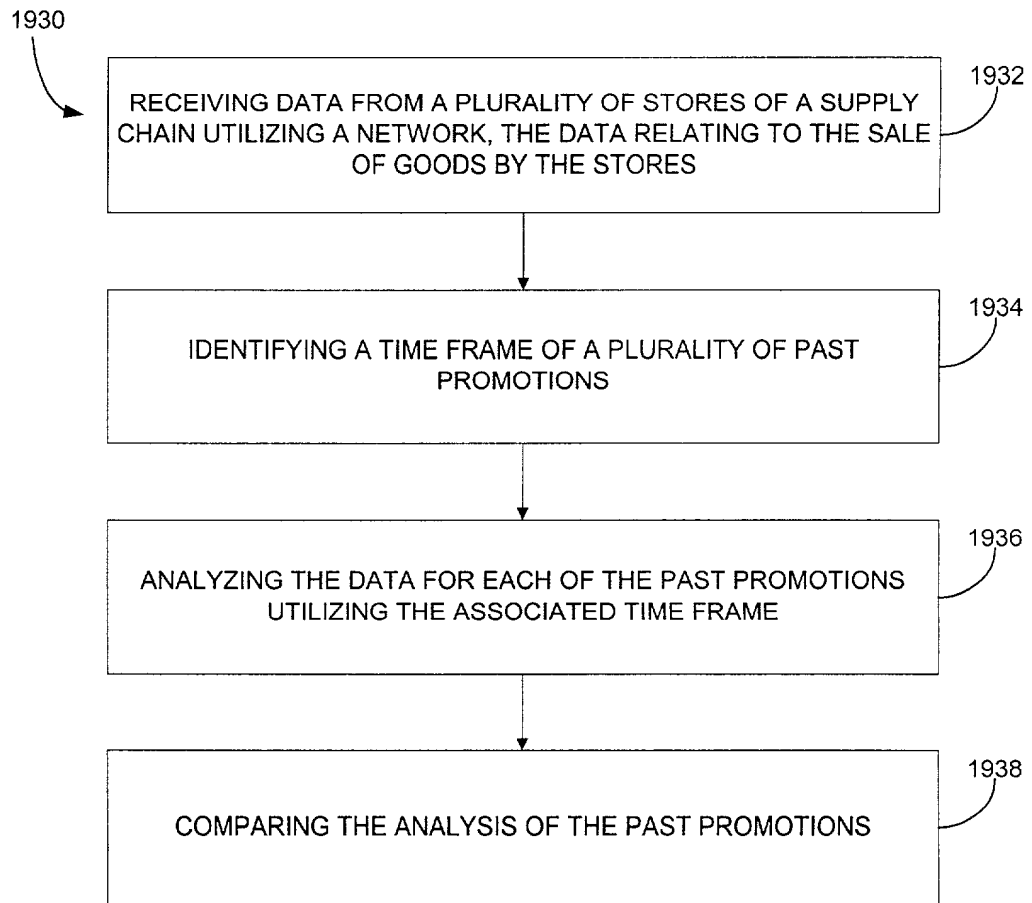 1930
1932
RECEIVING DATA FROM A PLURALITY OF STORES OF A SUPPLY
CHAIN UTILIZING A NETWORK, THE DATA RELATING TO THE SALE
OF GOODS BY THE STORES
1934
IDENTIFYING A TIME FRAME OF A PLURALITY OF PAST
PROMOTIONS
1936
ANALYZING THE DATA FOR EACH OF THE PAST PROMOTIONS
UTILIZING THE ASSOCIATED TIME FRAME
1938
COMPARING THE ANALYSIS OF THE PAST PROMOTIONS